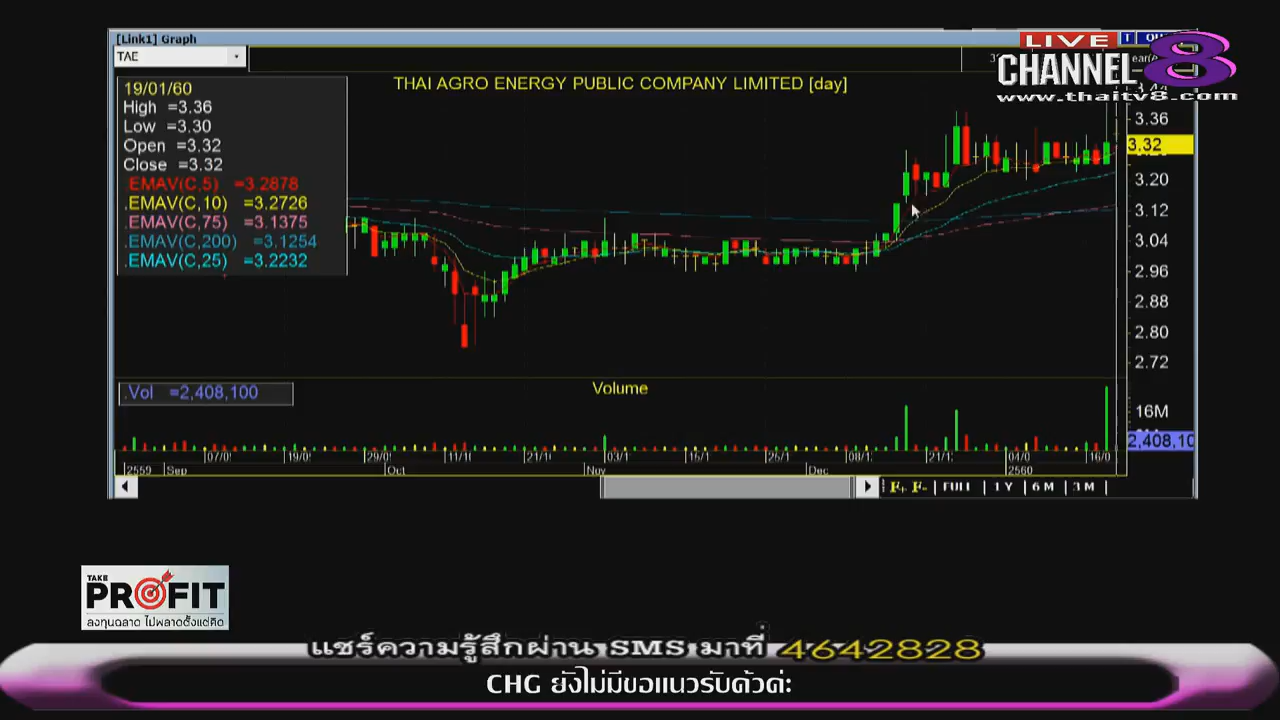 [Link1] Graph
TAE
LIVE
CHANNEL 8
www.thaitv8.com
THAI AGRO ENERGY PUBLIC COMPANY LIMITED [day]
19/01/60
High =3.36
Low =3.30
Open =3.32
Close =3.32
.EMAV(C,5) =3.2878
.EMAV(C,10) =3.2726
.EMAV(C,75) =3.1375
.EMAV(C,200) =3.1254
.EMAV(C,25) =3.2232
3.36
3.32
3.20
3.12
3.04
2.96
2.88
2.80
2.72
.Vol =2,408,100
Volume
16M
2,408,10
07/0 19/0 29/0 11/1 21/1 03/1 15/1 25/1 08/1 21/1 04/0 16/0
2559 Sep Oct Nov Dec 2560
F+ F- FULL 1 Y 6 M 3 M
TAKE
PROFIT
ลงทุนฉลาด ไม่พลาดตั้งแต่คิด
แชร์ความรู้สึกผ่าน SMS มาที่ 4642828
CHG ยังไม่มีขอแนวรับด้วค่ะ